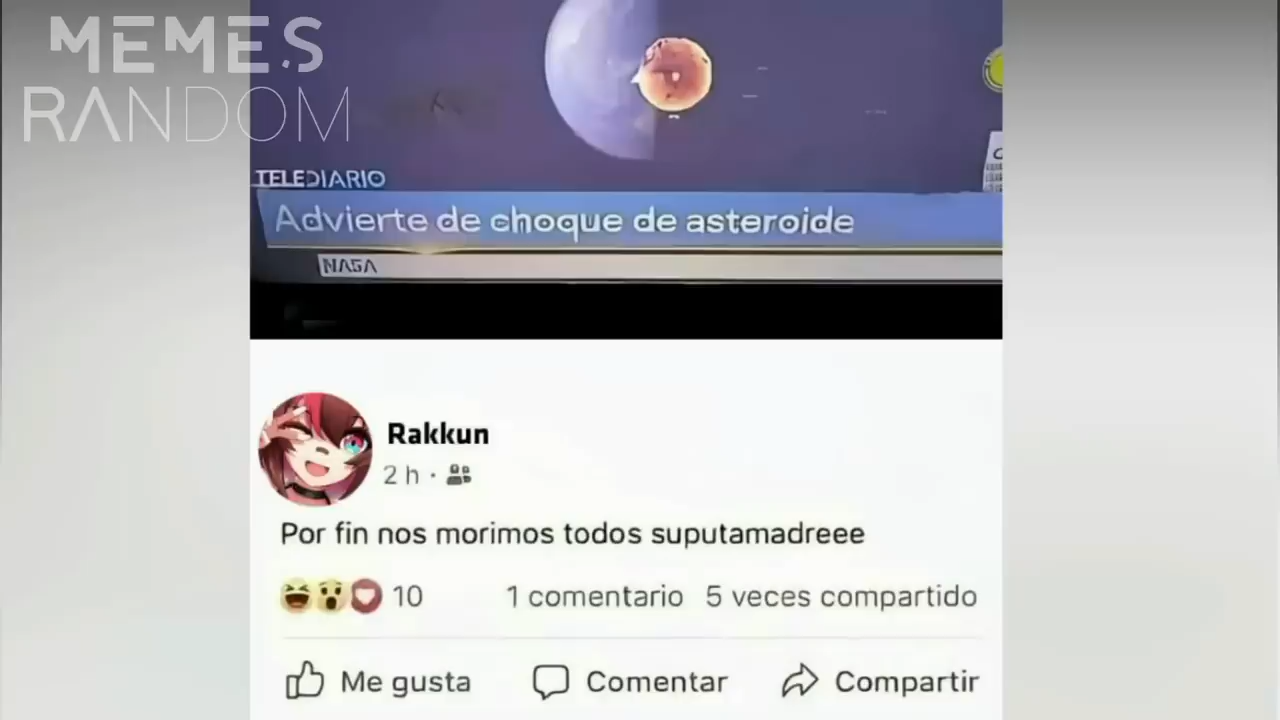 MEMES
RANDOM
TELEDIARIO
Advierte de choque de asteroide
NASA
Rakkun
2 h ·
Por fin nos morimos todos suputamadreee
10
1 comentario 5 veces compartido
Me gusta
Comentar
Compartir